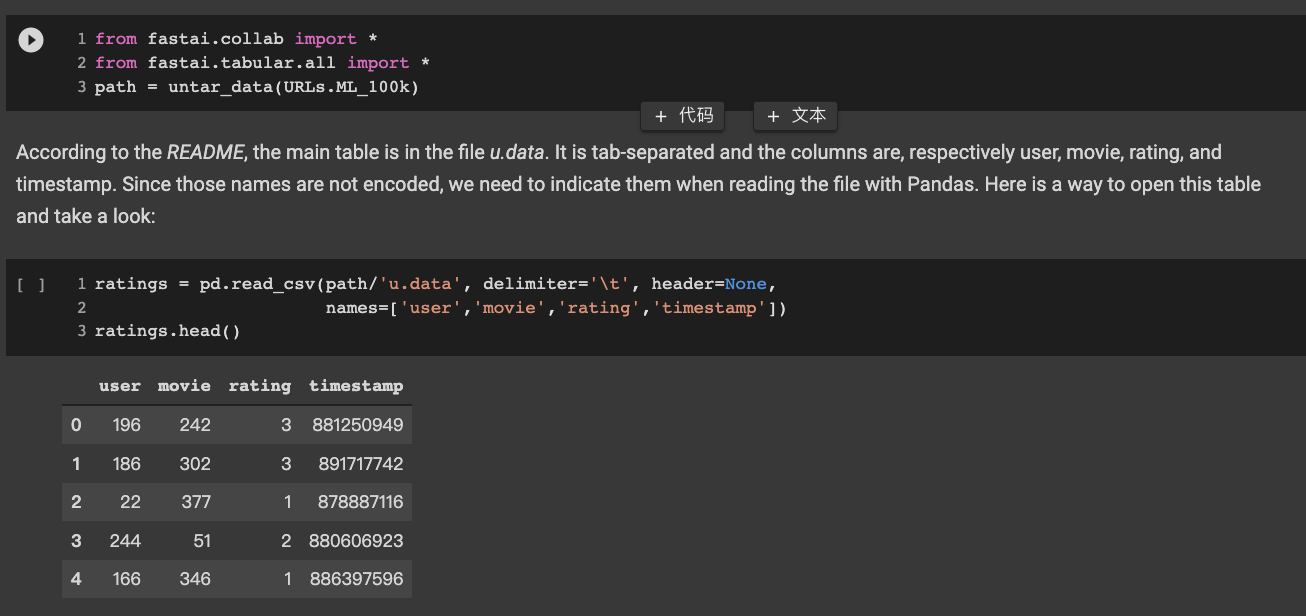 1 from fastai.collab import *
2 from fastai.tabular.all import *
3 path = untar_data(URLs.ML_100k)
+ 代码 + 文本
According to the README, the main table is in the file u.data. It is tab-separated and the columns are, respectively user, movie, rating, and
timestamp. Since those names are not encoded, we need to indicate them when reading the file with Pandas. Here is a way to open this table
and take a look:
[ ] 1 ratings = pd.read_csv(path/'u.data', delimiter='\t', header=None,
2 names=['user','movie','rating','timestamp'])
3 ratings.head()
user movie rating timestamp
0 196 242 3 881250949
1 186 302 3 891717742
2 22 377 1 878887116
3 244 51 2 880606923
4 166 346 1 886397596